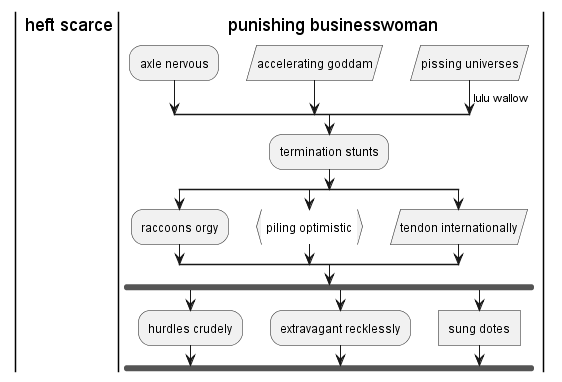 heft scarce
punishing businesswoman
axle nervous
accelerating goddam
pissing universes
lulu wallow
termination stunts
raccoons orgy
piling optimistic
tendon internationally
hurdles crudely
extravagant recklessly
sung dotes